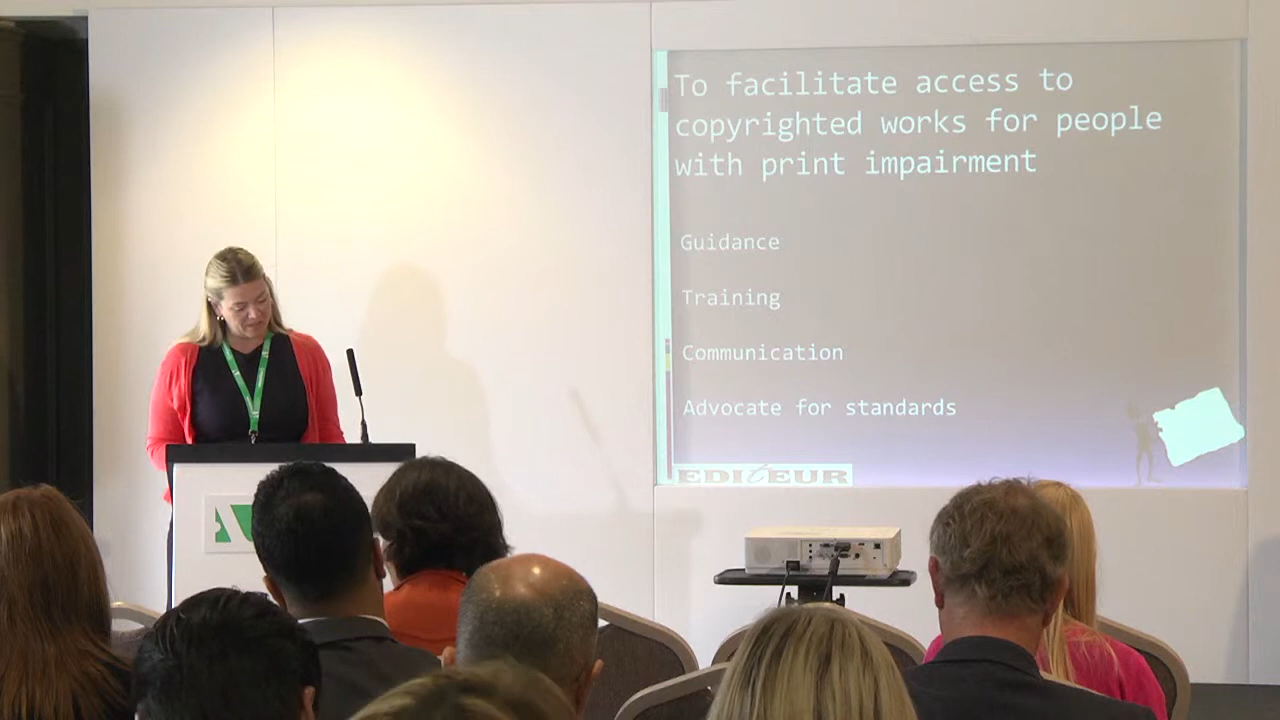 To facilitate access to
copyrighted works for people
with print impairment
Guidance
Training
Communication
Advocate for standards
EDItEUR